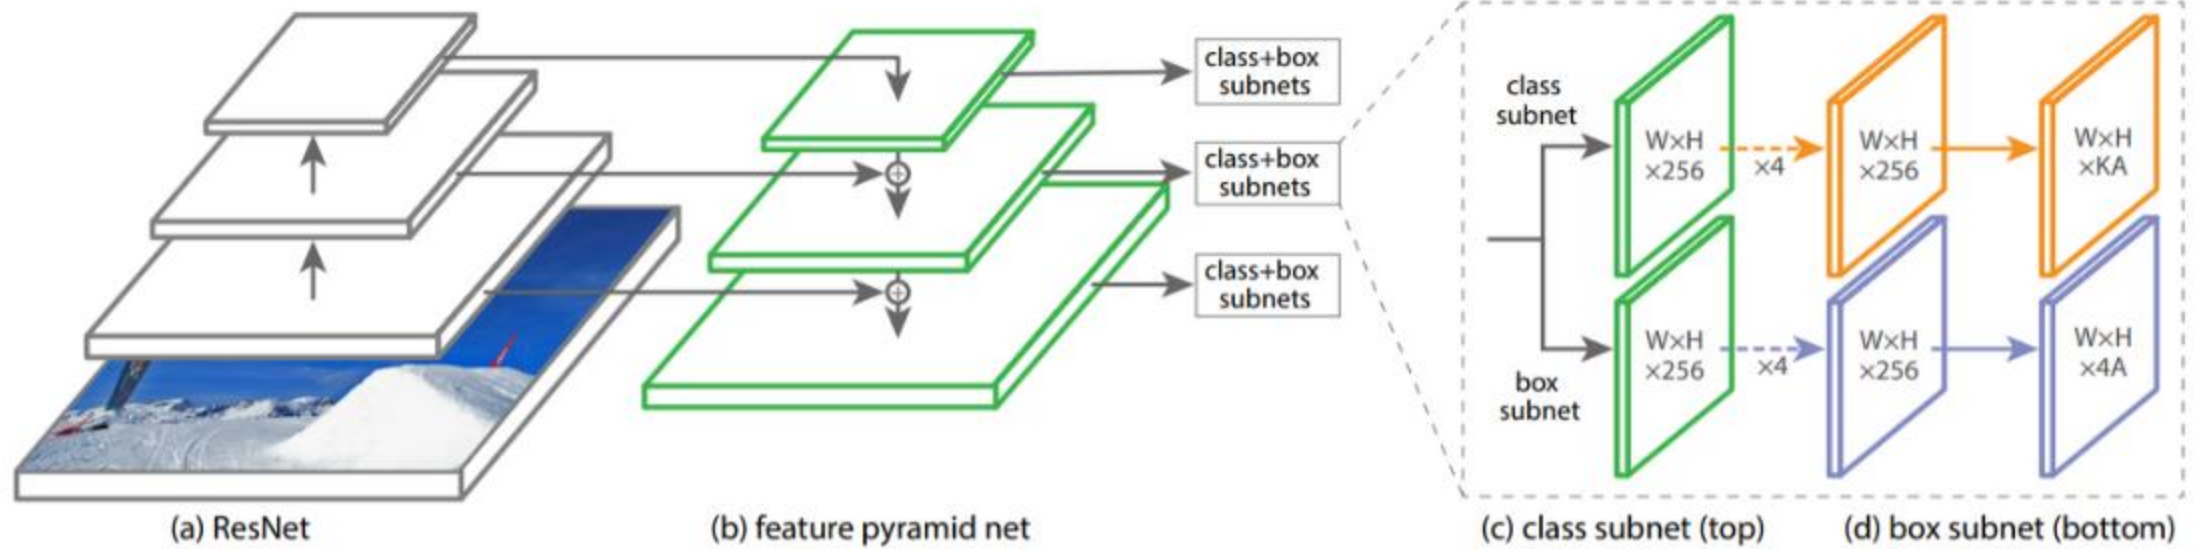 class+box
subnets
class+box
subnets
class+box
subnets
class
subnet
W×H
×256
×4
W×H
×256
W×H
×KA
box
subnet
W×H
×256
×4
W×H
×256
W×H
×4A
(a) ResNet
(b) feature pyramid net
(c) class subnet (top)
(d) box subnet (bottom)